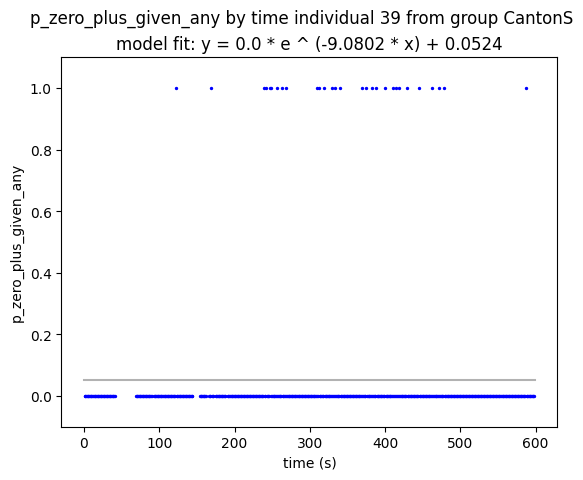 p_zero_plus_given_any by time individual 39 from group CantonS
model fit: y = 0.0 * e ^ (-9.0802 * x) + 0.0524
1.0
0.8
0.6
0.4
0.2
0.0
p_zero_plus_given_any
0 100 200 300 400 500 600
time (s)